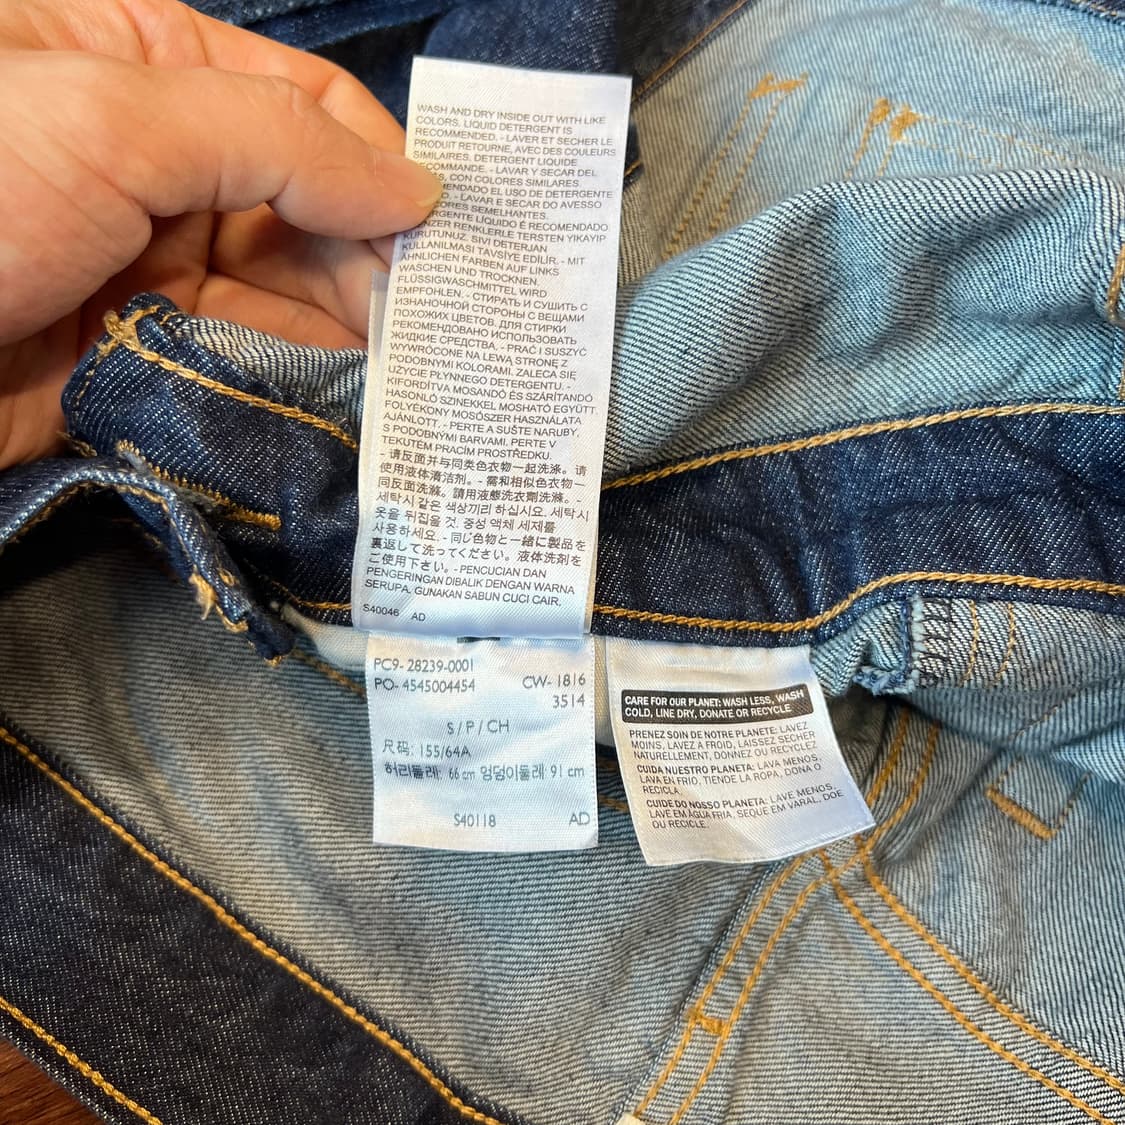 WASH AND DRY INSIDE OUT WITH LIKE
COLORS. LIQUID DETERGENT IS
RECOMMENDED. - LAVER ET SECHER LE
PRODUIT RETOURNE, AVEC DES COULEURS
SIMILAIRES. DETERGENT LIQUIDE
RECOMMANDE. - LAVAR Y SECAR DEL
CON COLORES SIMILARES.
EL USO DE DETERGENTE
- LAVAR E SECAR DO AVESSO
CORES SEMELHANTES.
LÍQUIDO É RECOMENDADO.
RENKLERLE TERSTEN YIKAYIP
KURUTUNUZ. SIVI DETERJAN
KULLANILMASI TAVSİYE EDİLİR. - MIT
ÄHNLICHEN FARBEN AUF LINKS
WASCHEN UND TROCKNEN.
FLÜSSIGWASCHMITTEL WIRD
EMPFOHLEN. - СТИРАТЬ И СУШИТЬ С
ИЗНАНОЧНОЙ СТОРОНЫ С ВЕЩАМИ
ПОХОЖИХ ЦВЕТОВ. ДЛЯ СТИРКИ
РЕКОМЕНДОВАНО ИСПОЛЬЗОВАТЬ
ЖИДКИЕ СРЕДСТВА. - PRAĆ I SUSZYĆ
WYWRÓCONE NA LEWĄ STRONĘ Z
PODOBNYMI KOLORAMI. ZALECA SIĘ
UŻYCIE PŁYNNEGO DETERGENTU. -
KIFORDÍTVA MOSANDÓ ÉS SZÁRÍTANDÓ
HASONLÓ SZINEKKEL MOSHATÓ EGYÜTT.
FOLYÉKONY MOSÓSZER HASZNÁLATA
AJÁNLOTT. - PERTE A SUŠTE NARUBY,
S PODOBNÝMI BARVAMI. PERTE V
TEKUTÉM PRACÍM PROSTŘEDKU.
- 请反面并与同类色衣物一起洗涤。请
使用液体清洁剂。- 需和相似色衣物一
同反面洗滌。請用液態洗衣劑洗滌。-
세탁시 같은 색상끼리 하십시요. 세탁시
옷을 뒤집을 것. 중성 액체 세제를
사용하세요. - 同じ色物と一緒に製品を
裏返して洗ってください。液体洗剤を
ご使用下さい。- PENCUCIAN DAN
PENGERINGAN DIBALIK DENGAN WARNA
SERUPA. GUNAKAN SABUN CUCI CAIR.
S40046 AD
PC9- 28239-0001
PO- 4545004454 CW- 1816
3514
S / P / CH
尺码: 155/64A
허리둘레: 66 cm 엉덩이둘레: 91 cm
S40118 AD
CARE FOR OUR PLANET: WASH LESS, WASH
COLD, LINE DRY, DONATE OR RECYCLE
PRENEZ SOIN DE NOTRE PLANETE: LAVEZ
MOINS, LAVEZ A FROID, LAISSEZ SECHER
NATURELLEMENT, DONNEZ OU RECYCLEZ
CUIDA NUESTRO PLANETA: LAVA MENOS,
LAVA EN FRIO, TIENDE LA ROPA, DONA O
RECICLA.
CUIDE DO NOSSO PLANETA: LAVE MENOS,
LAVE EM ÁGUA FRIA, SEQUE EM VARAL, DOE
OU RECICLE.